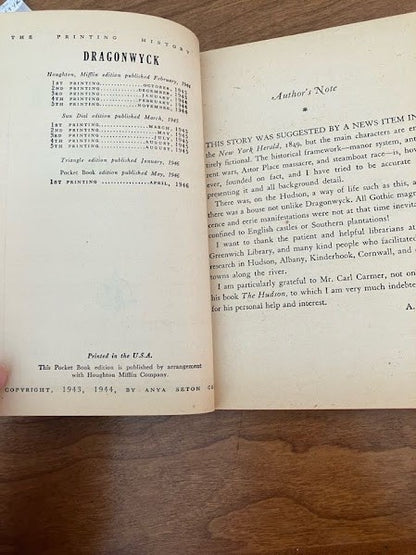 THE PRINTING HISTORY
DRAGONWYCK
Houghton, Mifflin edition published February, 1944
1ST PRINTING............OCTOBER, 1943
2ND PRINTING............DECEMBER, 1943
3RD PRINTING............JANUARY, 1944
4TH PRINTING............FEBRUARY,
5TH PRINTING............NOVEMBER,
Sun Dial edition published March, 1945
1ST PRINTING............MARCH, 1945
2ND PRINTING............MAY, 1945
3RD PRINTING............JULY, 1945
4TH PRINTING............AUGUST, 1945
5TH PRINTING............AUGUST, 1945
Triangle edition published January, 1946
Pocket Book edition published May, 1946
1ST PRINTING............APRIL, 1946
Printed in the U.S.A.
This Pocket Book edition is published by arrangement
with Houghton Mifflin Company.
COPYRIGHT, 1943, 1944, BY ANYA SETON
Author's Note
THIS STORY WAS SUGGESTED BY A NEWS ITEM IN
the New York Herald, 1849, but the main characters are en-
tirely fictional. The historical framework—manor system, anti-
rent wars, Astor Place massacre, and steamboat race—is, how-
ever, founded on fact, and I have tried to be accurate
presenting it and all background detail.
There was, on the Hudson, a way of life such as this, a
there was a house not unlike Dragonwyck. All Gothic mag
cence and eerie manifestations were not at that time inevita
confined to English castles or Southern plantations!
I want to thank the patient and helpful librarians at
Greenwich Library, and many kind people who facilitated
research in Hudson, Albany, Kinderhook, Cornwall, and
towns along the river.
I am particularly grateful to Mr. Carl Carmer, not on
his book The Hudson, to which I am very much indebte
for his personal help and interest.
A.